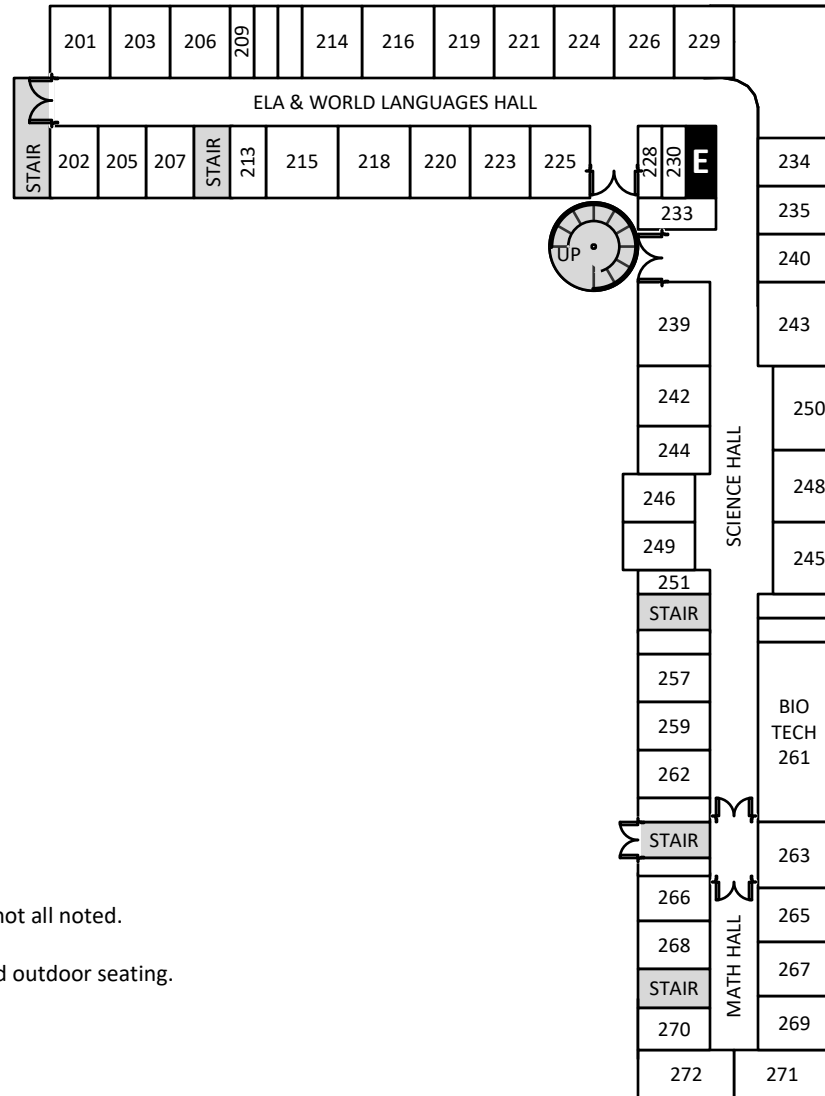 201 203 206 209 214 216 219 221 224 226 229
ELA & WORLD LANGUAGES HALL
STAIR 202 205 207 STAIR 213 215 218 220 223 225 228 230 E 234
233 235
UP 240
239 243
242 250
244
246 248
SCIENCE HALL
249 245
251
STAIR
257
259 BIO
TECH
261
262
STAIR 263
266 265
268 267
MATH HALL
STAIR
270 269
272 271
not all noted.
d outdoor seating.